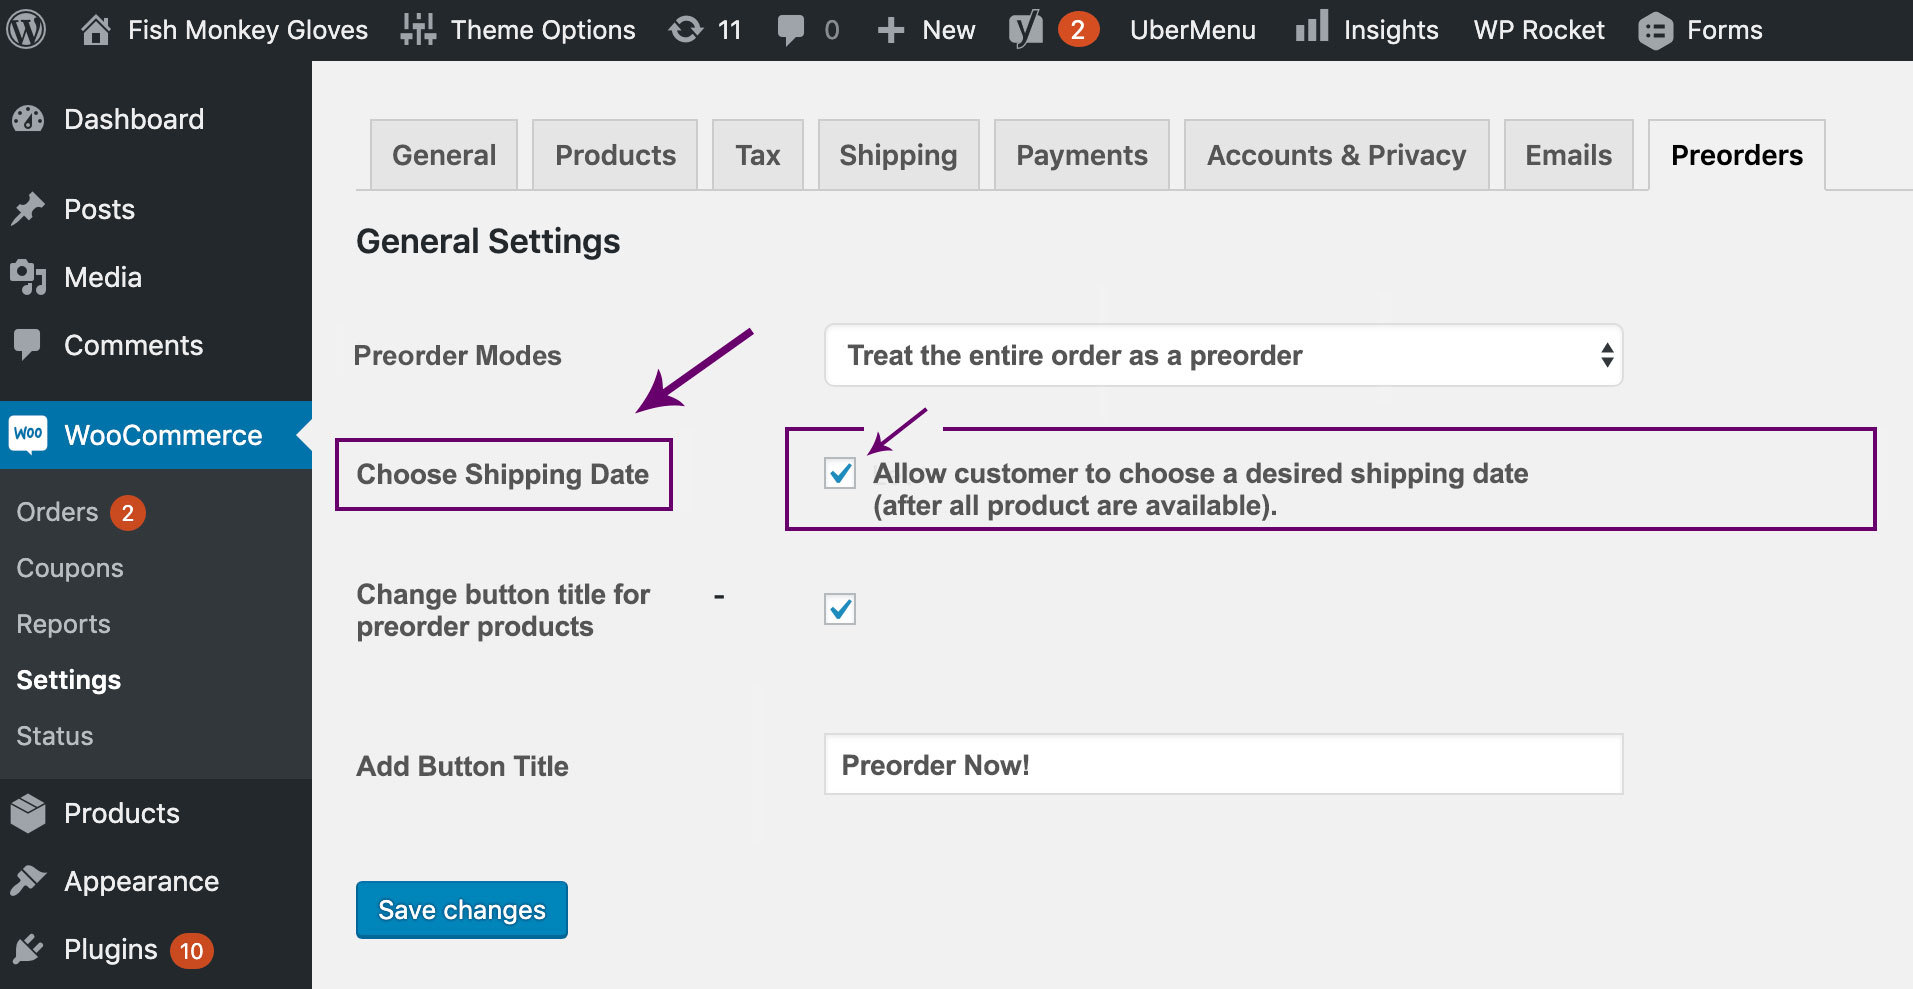 Fish Monkey Gloves Theme Options 11 0 New 2 UberMenu Insights WP Rocket Forms
Dashboard
Posts
Media
Comments
Woo WooCommerce
Orders 2
Coupons
Reports
Settings
Status
Products
Appearance
Plugins 10
General Products Tax Shipping Payments Accounts & Privacy Emails Preorders
General Settings
Preorder Modes Treat the entire order as a preorder
Choose Shipping Date Allow customer to choose a desired shipping date
(after all product are available).
Change button title for -
preorder products
Add Button Title Preorder Now!
Save changes